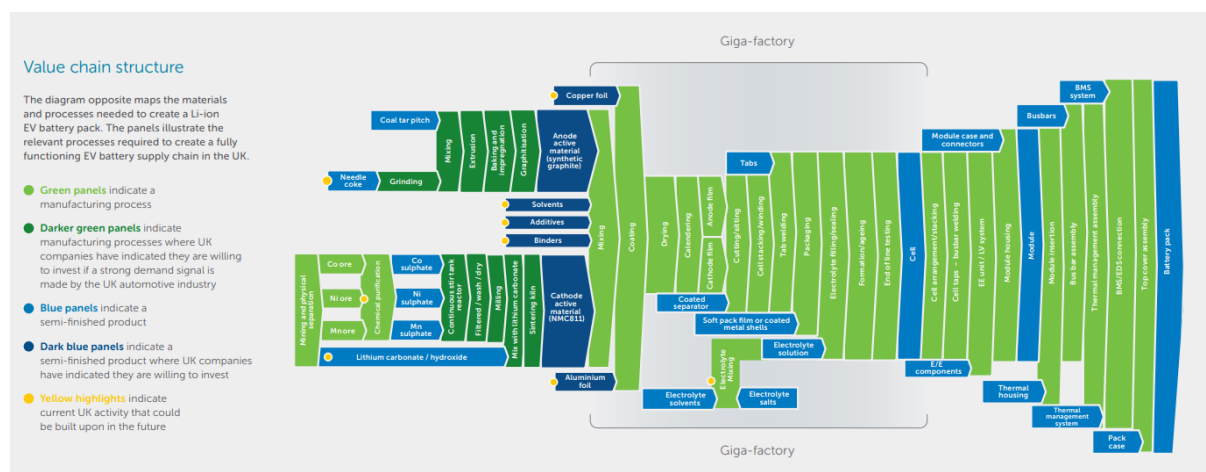 Giga-factory
Value chain structure
The diagram opposite maps the materials
and processes needed to create a Li-ion
EV battery pack. The panels illustrate the
relevant processes required to create a fully
functioning EV battery supply chain in the UK.
Green panels indicate a
manufacturing process
Darker green panels indicate
manufacturing processes where UK
companies have indicated they are willing
to invest if a strong demand signal is
made by the UK automotive industry
Blue panels indicate a
semi-finished product
Dark blue panels indicate a
semi-finished product where UK companies
have indicated they are willing to invest
Yellow highlights indicate
current UK activity that could
be built upon in the future
Coal tar pitch
Needle
coke
Grinding
Mixing
Extrusion
Baking and
impregnation
Graphitisation
Anode
active
material
(synthetic
graphite)
Copper foil
Solvents
Additives
Binders
Mining and physical
separation
Co ore
Ni ore
Mn ore
Chemical purification
Co
sulphate
Ni
sulphate
Mn
sulphate
Lithium carbonate / hydroxide
Continuous stir tank
reactor
Filtered / wash / dry
Milling
Mix with lithium carbonate
Sintering kiln
Cathode
active
material
(NMC811)
Aluminium
foil
Mixing
Coating
Drying
Calendering
Anode film
Cathode film
Coated
separator
Cutting/slitting
Tabs
Cell stacking/winding
Tab welding
Soft pack film or coated
metal shells
Packaging
Electrolyte
solvents
Electrolyte
Mixing
Electrolyte
salts
Electrolyte
solution
Electrolyte filling/sealing
Formation/ageing
End of line testing
Cell
Cell arrangement/stacking
E/E
components
Module case and
connectors
Cell taps – busbar welding
EE unit / LV system
Module housing
Module
Thermal
housing
Busbars
Module insertion
Bus bar assembly
BMS
system
Thermal
management
system
Thermal management assembly
BMS/EDS connection
Pack
case
Top cover assembly
Battery pack
Giga-factory